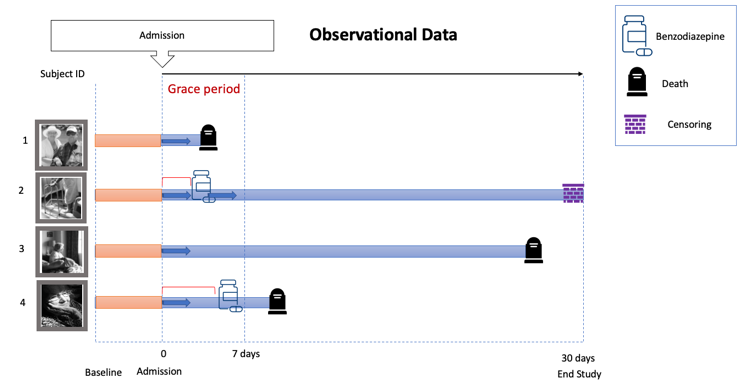 Admission
Observational Data
Benzodiazepine
Death
Censoring
Subject ID
Grace period
1
2
3
4
0
7 days
30 days
Baseline
Admission
End Study